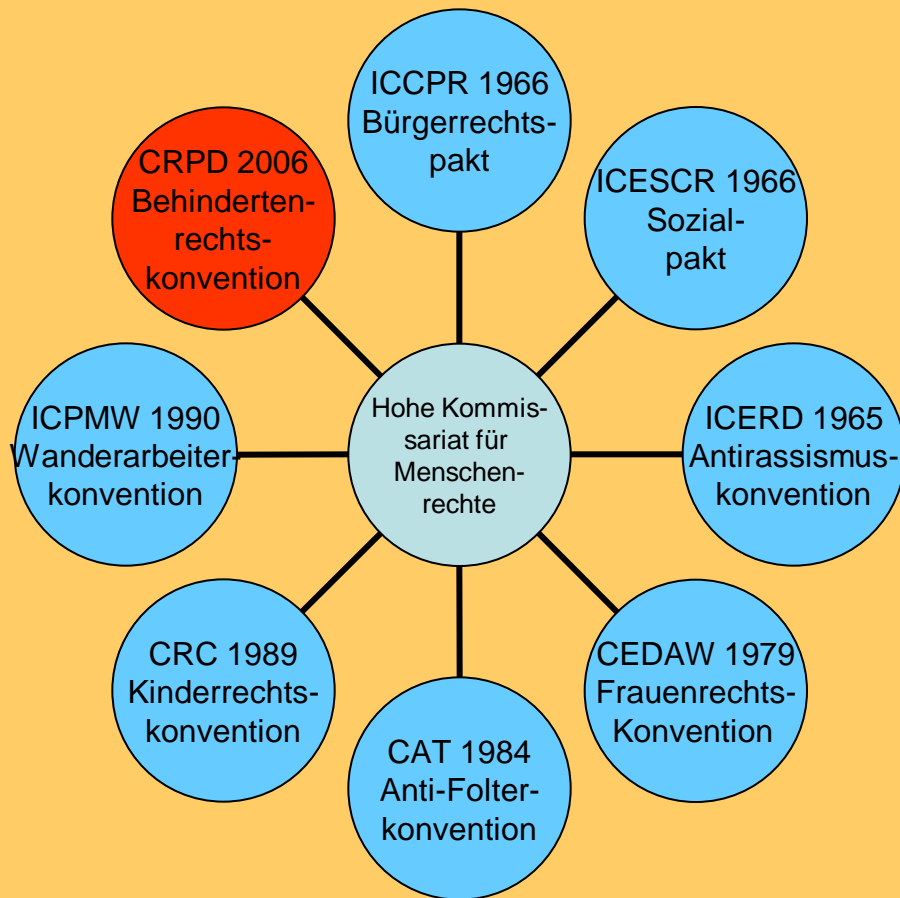 ICCPR 1966
Bürgerrechts-
pakt
ICESCR 1966
Sozial-
pakt
ICERD 1965
Antirassismus-
konvention
CEDAW 1979
Frauenrechts-
Konvention
CAT 1984
Anti-Folter-
konvention
CRC 1989
Kinderrechts-
konvention
ICPMW 1990
Wanderarbeiter-
konvention
CRPD 2006
Behinderten-
rechts-
konvention
Hohe Kommis-
sariat für
Menschen-
rechte